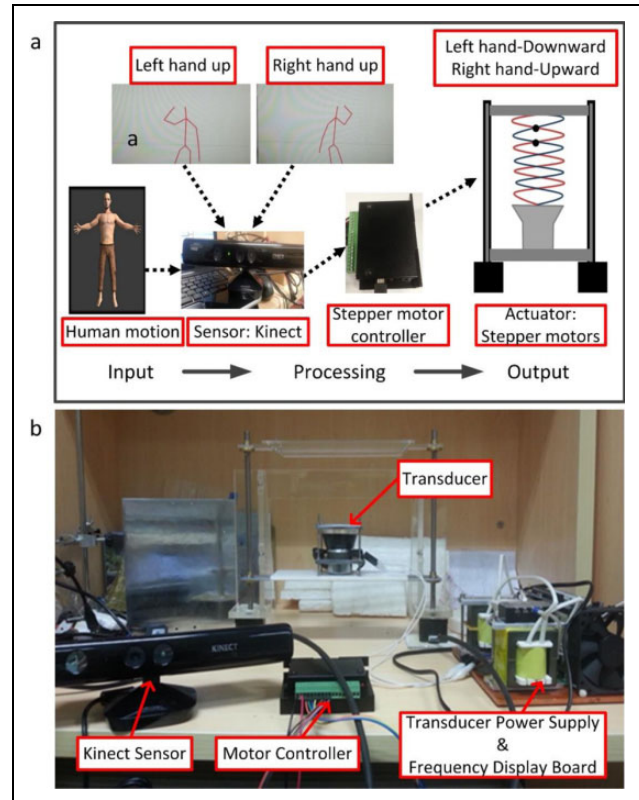 a
Left hand up
Right hand up
Left hand-Downward
Right hand-Upward
a
Human motion
Sensor: Kinect
Stepper motor
controller
Actuator:
Stepper motors
Input
Processing
Output
b
Transducer
KINECT
Kinect Sensor
Motor Controller
Transducer Power Supply
&
Frequency Display Board